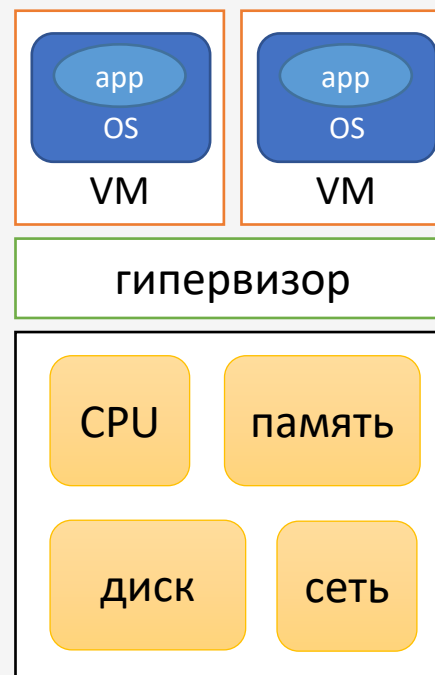 app app
OS OS
VM VM
гипервизор
CPU память
диск сеть